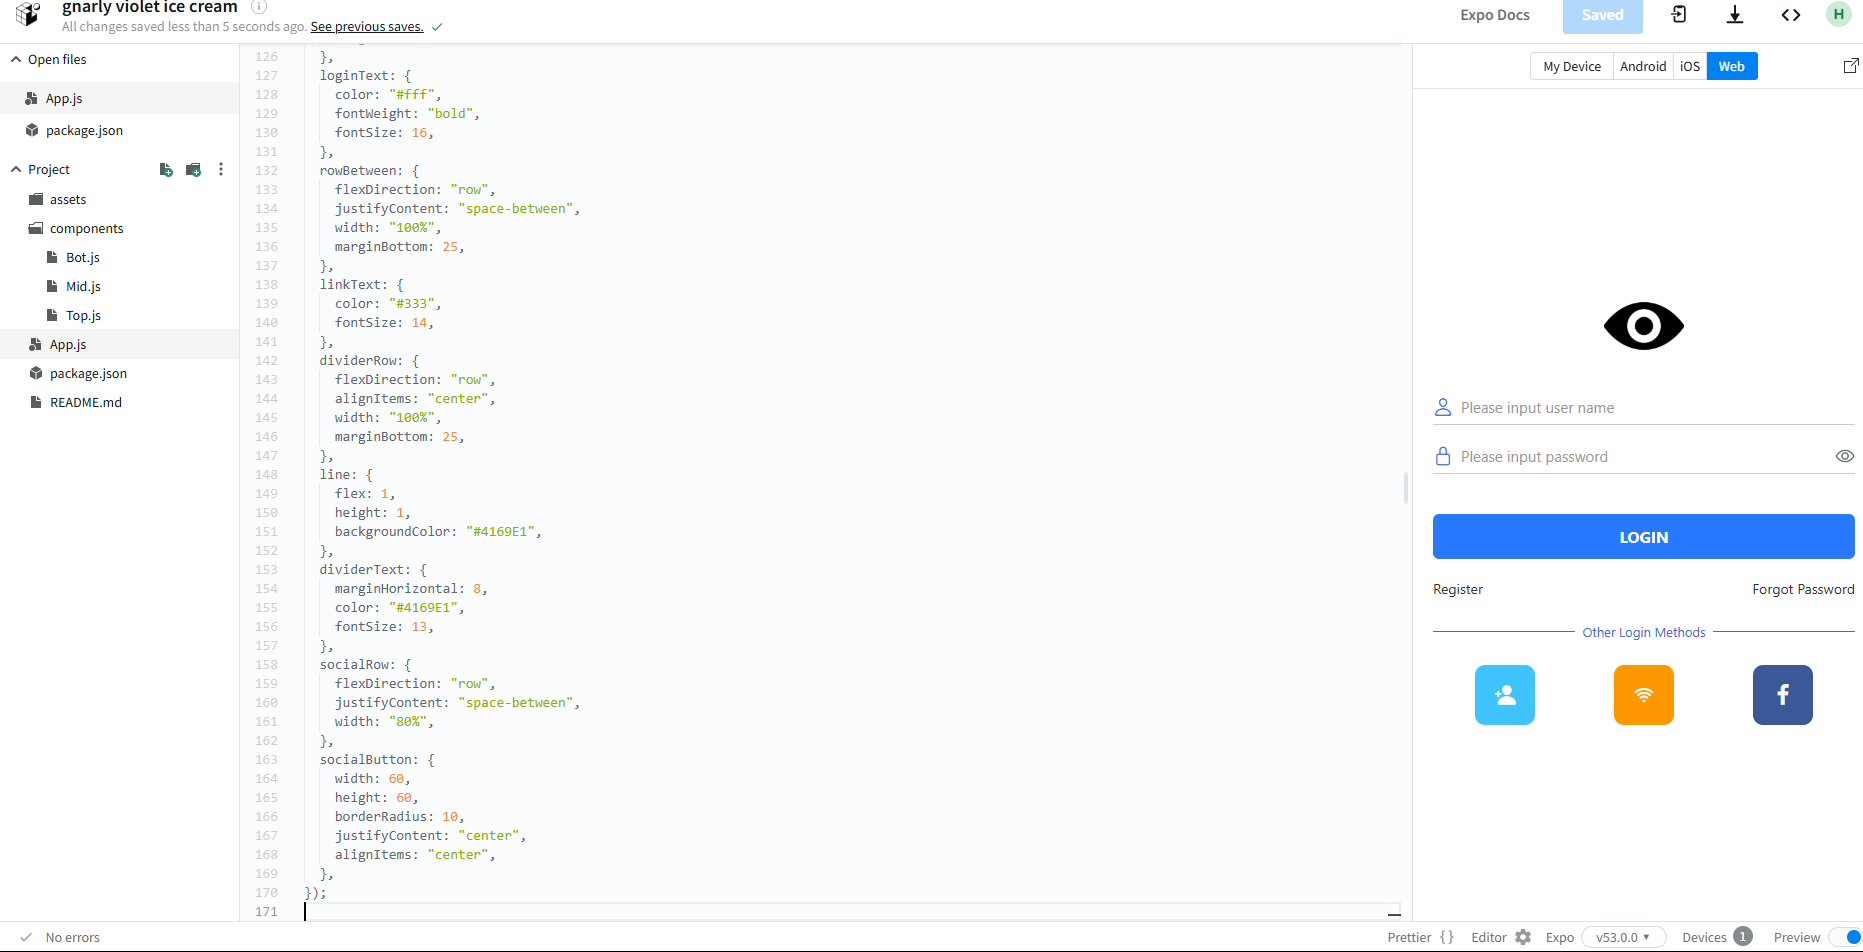 gnarly violet ice cream
All changes saved less than 5 seconds ago. See previous saves.
Expo Docs
Saved
H
Open files
App.js
package.json
Project
assets
components
Bot.js
Mid.js
Top.js
App.js
package.json
README.md
126 },
127 loginText: {
128 color: "#fff",
129 fontWeight: "bold",
130 fontSize: 16,
131 },
132 rowBetween: {
133 flexDirection: "row",
134 justifyContent: "space-between",
135 width: "100%",
136 marginBottom: 25,
137 },
138 linkText: {
139 color: "#333",
140 fontSize: 14,
141 },
142 dividerRow: {
143 flexDirection: "row",
144 alignItems: "center",
145 width: "100%",
146 marginBottom: 25,
147 },
148 line: {
149 flex: 1,
150 height: 1,
151 backgroundColor: "#4169E1",
152 },
153 dividerText: {
154 marginHorizontal: 8,
155 color: "#4169E1",
156 fontSize: 13,
157 },
158 socialRow: {
159 flexDirection: "row",
160 justifyContent: "space-between",
161 width: "80%",
162 },
163 socialButton: {
164 width: 60,
165 height: 60,
166 borderRadius: 10,
167 justifyContent: "center",
168 alignItems: "center",
169 },
170 });
171
My Device Android iOS Web
Please input user name
Please input password
LOGIN
Register Forgot Password
Other Login Methods
No errors
Prettier {} Editor Expo v53.0.0 Devices 1 Preview